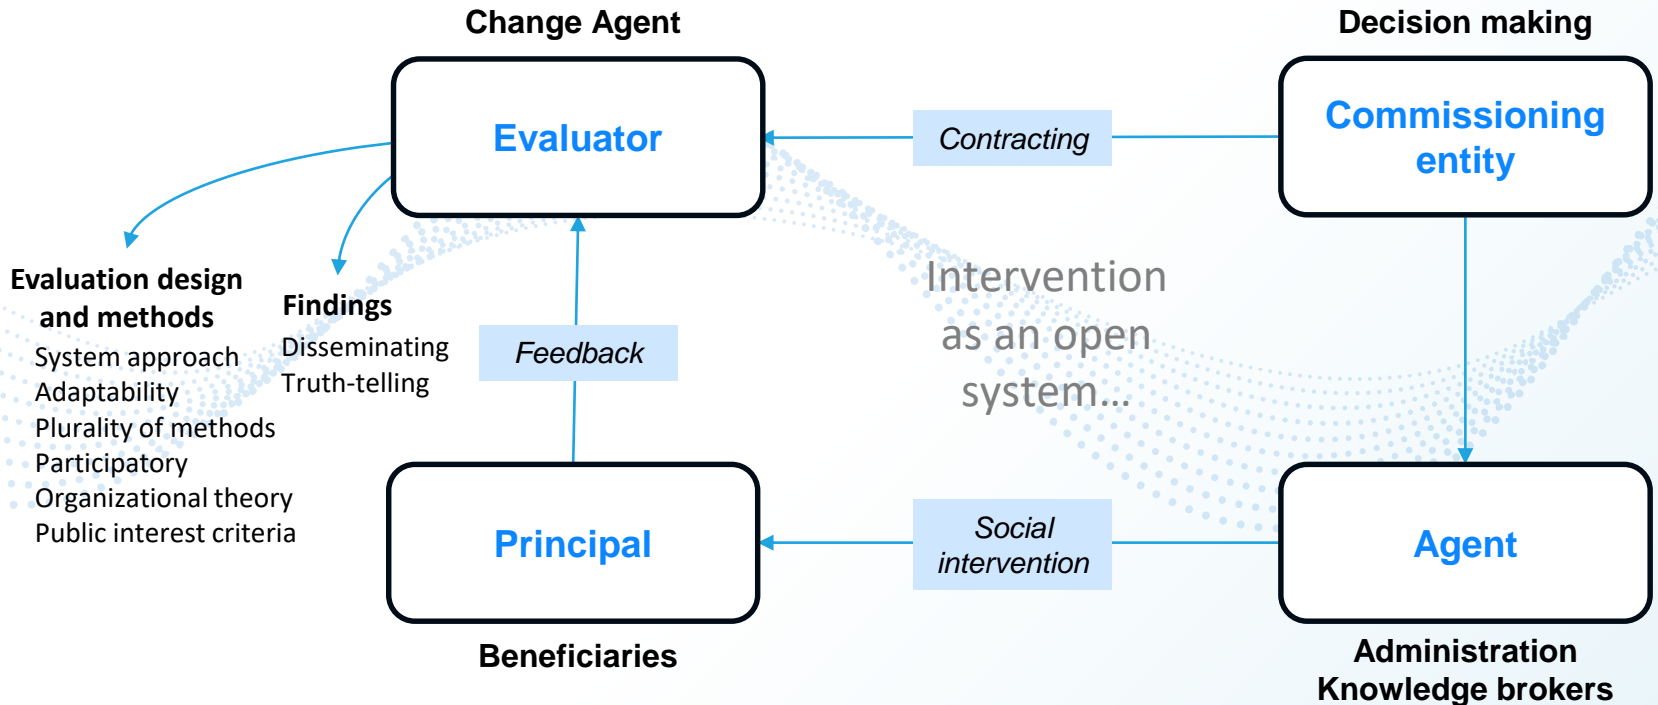 Change Agent
Decision making
Evaluator
Contracting
Commissioning
entity
Evaluation design
and methods
System approach
Adaptability
Plurality of methods
Participatory
Organizational theory
Public interest criteria
Findings
Disseminating
Truth-telling
Feedback
Intervention
as an open
system...
Principal
Social
intervention
Agent
Beneficiaries
Administration
Knowledge brokers